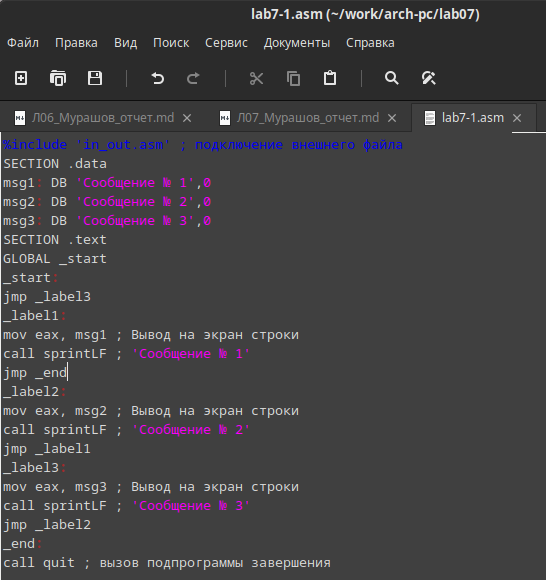 lab7-1.asm (~/work/arch-pc/lab07)
Файл Правка Вид Поиск Сервис Документы Справка
Л06_Мурашов_отчет.md Л07_Мурашов_отчет.md lab7-1.asm
%include 'in_out.asm' ; подключение внешнего файла
SECTION .data
msg1: DB 'Сообщение № 1',0
msg2: DB 'Сообщение № 2',0
msg3: DB 'Сообщение № 3',0
SECTION .text
GLOBAL _start
_start:
jmp _label3
_label1:
mov eax, msg1 ; Вывод на экран строки
call sprintLF ; 'Сообщение № 1'
jmp _end
_label2:
mov eax, msg2 ; Вывод на экран строки
call sprintLF ; 'Сообщение № 2'
jmp _label1
_label3:
mov eax, msg3 ; Вывод на экран строки
call sprintLF ; 'Сообщение № 3'
jmp _label2
_end:
call quit ; вызов подпрограммы завершения